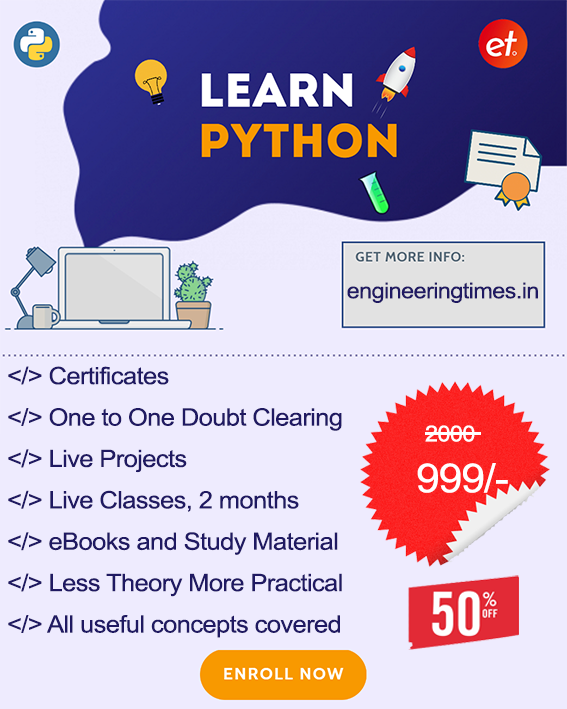 et
LEARN
PYTHON
GET MORE INFO:
engineeringtimes.in
</> Certificates
</> One to One Doubt Clearing
</> Live Projects
</> Live Classes, 2 months
</> eBooks and Study Material
</> Less Theory More Practical
</> All useful concepts covered
2000-
999/-
50% OFF
ENROLL NOW